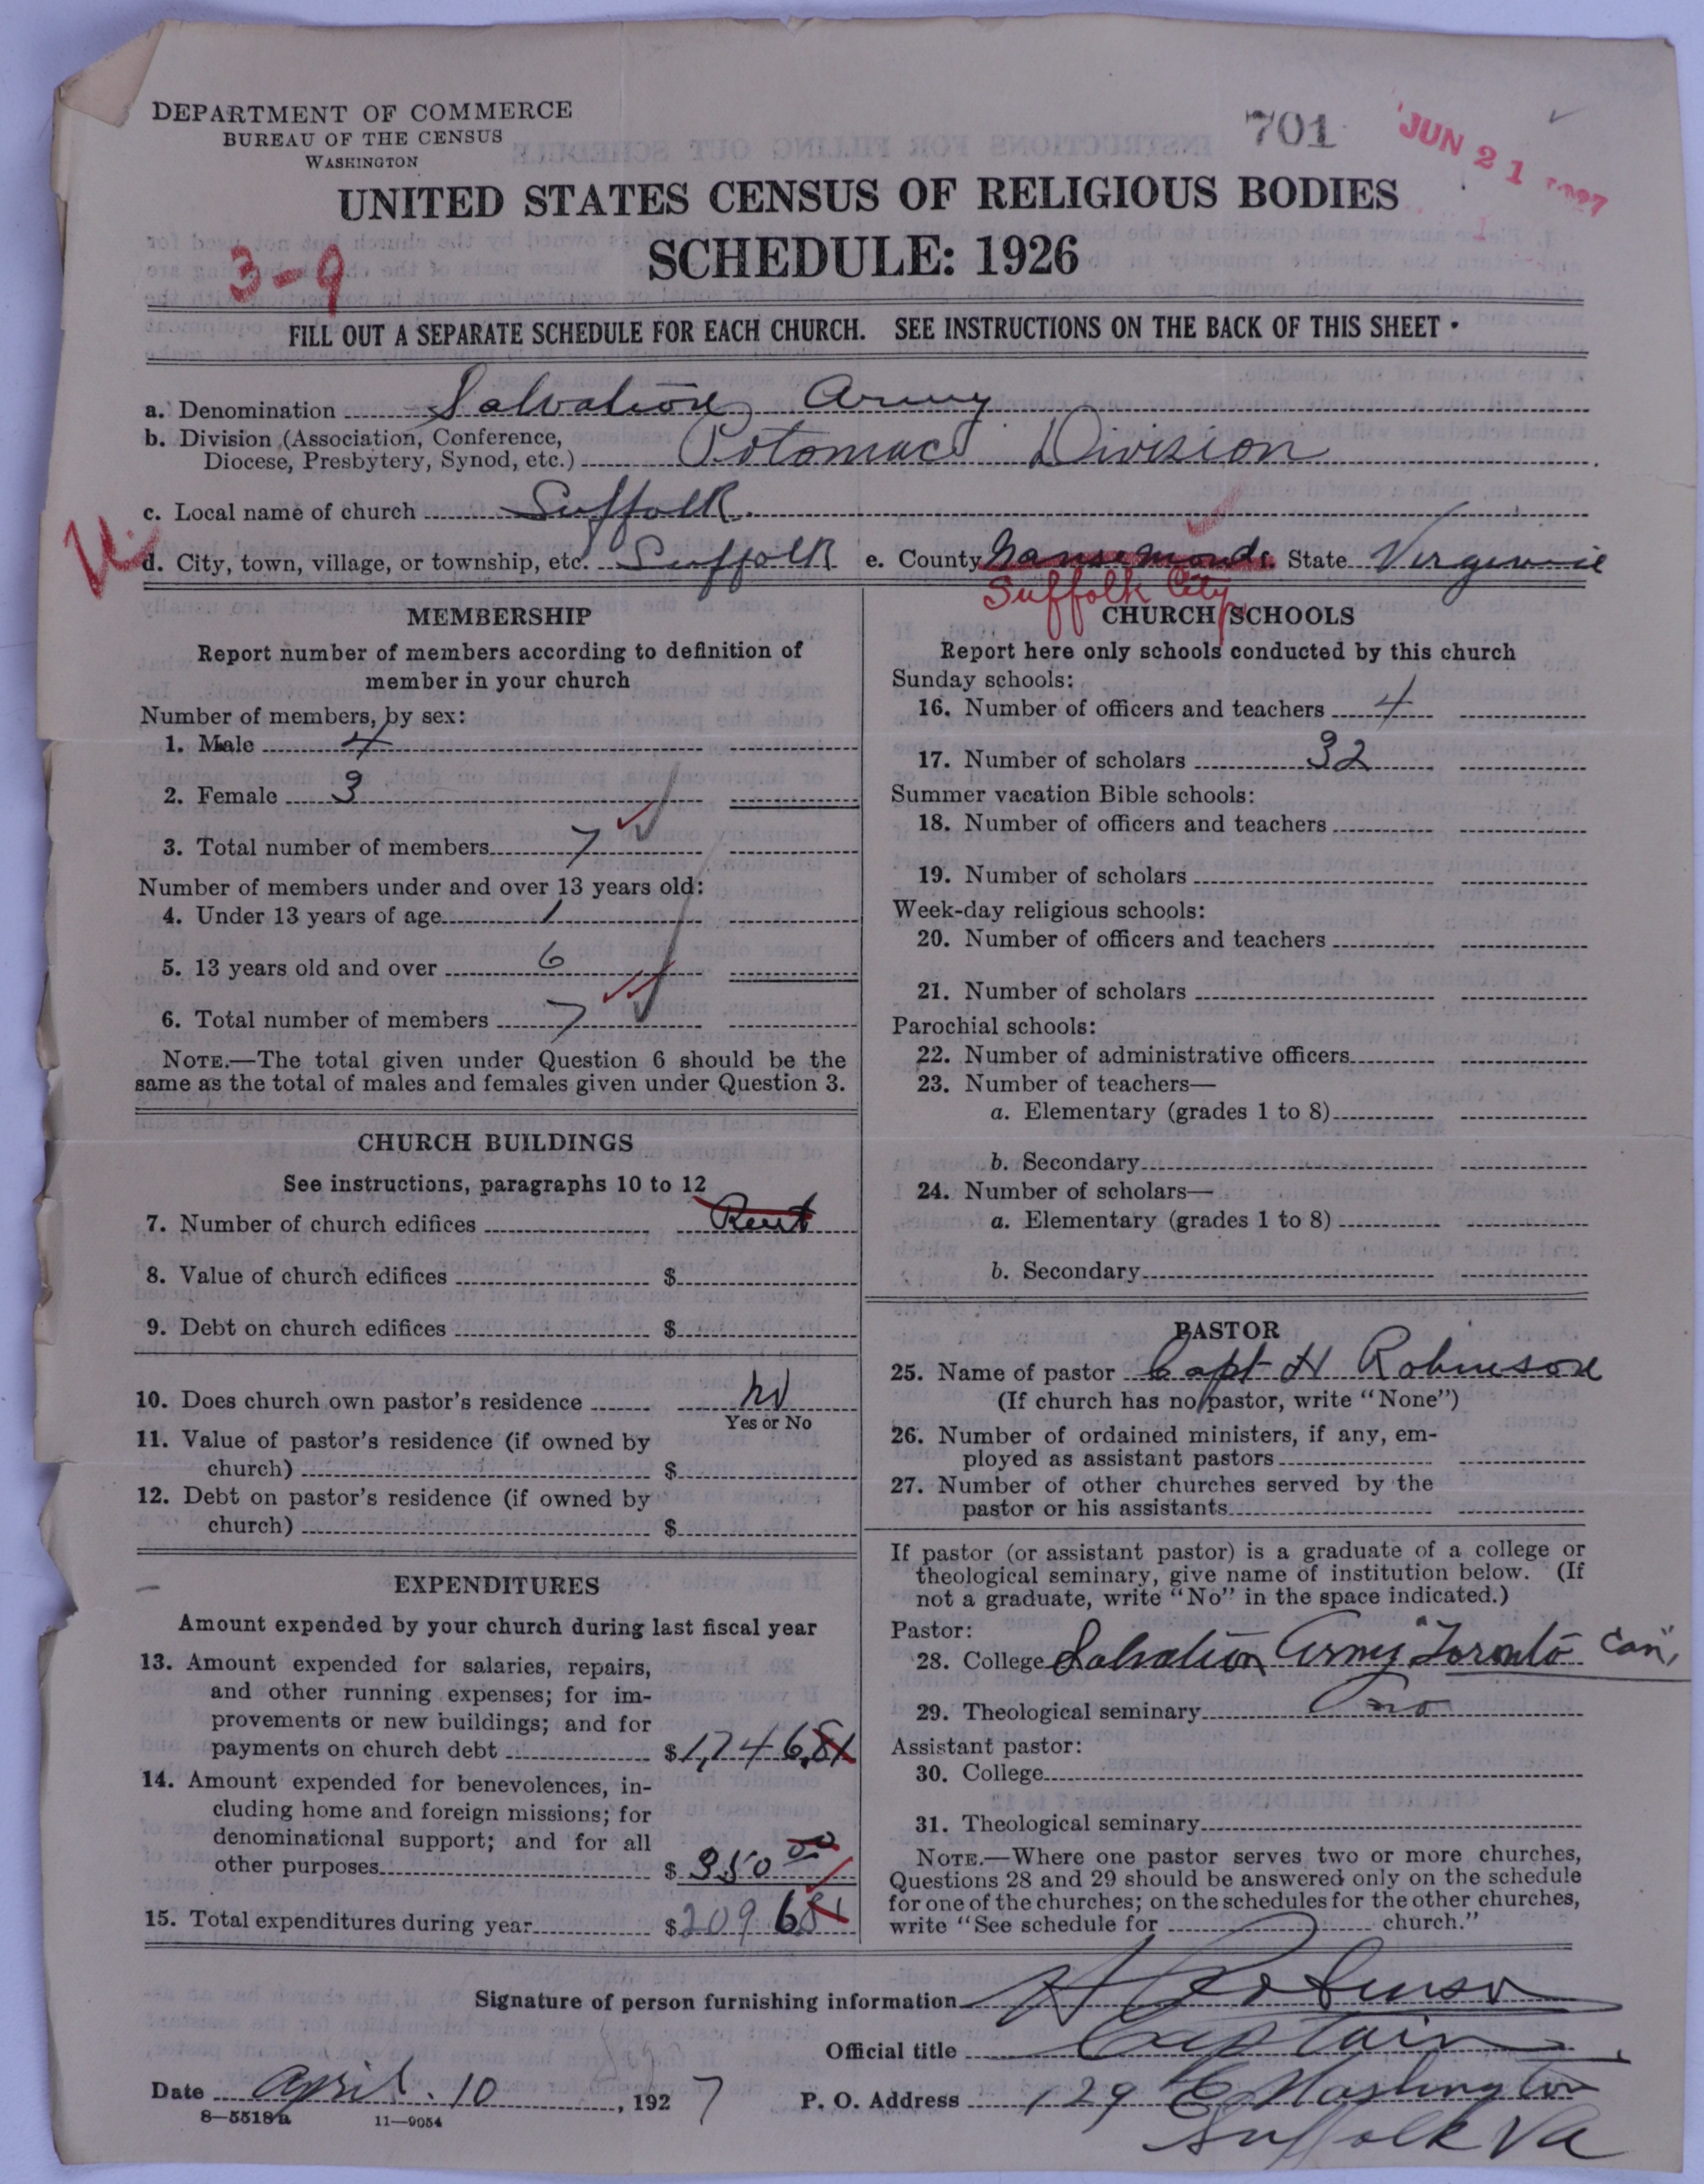 DEPARTMENT OF COMMERCE
BUREAU OF THE CENSUS
WASHINGTON
701
JUN 21 1927
UNITED STATES CENSUS OF RELIGIOUS BODIES
SCHEDULE: 1926
3-9
FILL OUT A SEPARATE SCHEDULE FOR EACH CHURCH. SEE INSTRUCTIONS ON THE BACK OF THIS SHEET
a. Denomination Salvation Army
b. Division (Association, Conference,
Diocese, Presbytery, Synod, etc.) Potomac Division
c. Local name of church Suffolk
d. City, town, village, or township, etc. Suffolk e. County Nansemond. State Virginia
Suffolk City
MEMBERSHIP
Report number of members according to definition of
member in your church
Number of members, by sex:
1. Male 4
2. Female 3
3. Total number of members 7
Number of members under and over 13 years old:
4. Under 13 years of age 1
5. 13 years old and over 6
6. Total number of members 7
NOTE.—The total given under Question 6 should be the
same as the total of males and females given under Question 3.
CHURCH BUILDINGS
See instructions, paragraphs 10 to 12
7. Number of church edifices Rent
8. Value of church edifices $
9. Debt on church edifices $
10. Does church own pastor's residence No
Yes or No
11. Value of pastor's residence (if owned by
church) $
12. Debt on pastor's residence (if owned by
church) $
EXPENDITURES
Amount expended by your church during last fiscal year
13. Amount expended for salaries, repairs,
and other running expenses; for im-
provements or new buildings; and for
payments on church debt $1,746.81
14. Amount expended for benevolences, in-
cluding home and foreign missions; for
denominational support; and for all
other purposes $350 00
15. Total expenditures during year $2096 81
CHURCH SCHOOLS
Report here only schools conducted by this church
Sunday schools:
16. Number of officers and teachers 4
17. Number of scholars 32
Summer vacation Bible schools:
18. Number of officers and teachers
19. Number of scholars
Week-day religious schools:
20. Number of officers and teachers
21. Number of scholars
Parochial schools:
22. Number of administrative officers
23. Number of teachers—
a. Elementary (grades 1 to 8)
b. Secondary
24. Number of scholars—
a. Elementary (grades 1 to 8)
b. Secondary
PASTOR
25. Name of pastor Capt H Robinson
(If church has no pastor, write "None")
26. Number of ordained ministers, if any, em-
ployed as assistant pastors
27. Number of other churches served by the
pastor or his assistants
If pastor (or assistant pastor) is a graduate of a college or
theological seminary, give name of institution below. (If
not a graduate, write "No" in the space indicated.)
Pastor:
28. College Salvation Army Toronto Can,
29. Theological seminary no
Assistant pastor:
30. College
31. Theological seminary
NOTE.—Where one pastor serves two or more churches,
Questions 28 and 29 should be answered only on the schedule
for one of the churches; on the schedules for the other churches,
write "See schedule for church."
Signature of person furnishing information H Robinson
Official title Captain
Date April 10, 1927 P. O. Address 129 E Washington
8—5518a 11—9054
Suffolk Va